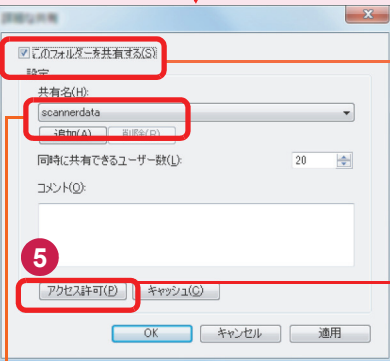 詳細な共有
このフォルダーを共有する(S)
設定
共有名(H):
scannerdata
追加(A) 削除(R)
同時に共有できるユーザー数(L): 20
コメント(O):
5
アクセス許可(P) キャッシュ(C)
OK キャンセル 適用